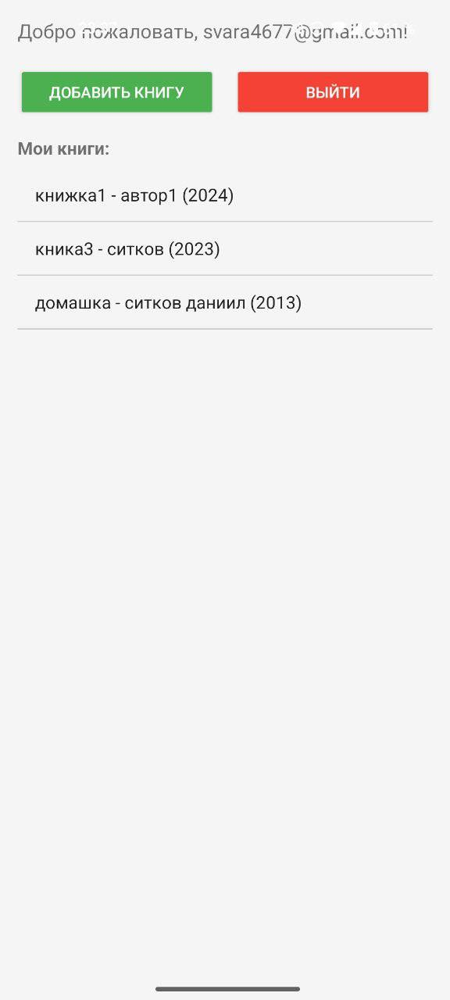 Добро пожаловать, svara4677@gmail.com!
ДОБАВИТЬ КНИГУ
ВЫЙТИ
Мои книги:
книжка1 - автор1 (2024)
кника3 - ситков (2023)
домашка - ситков даниил (2013)